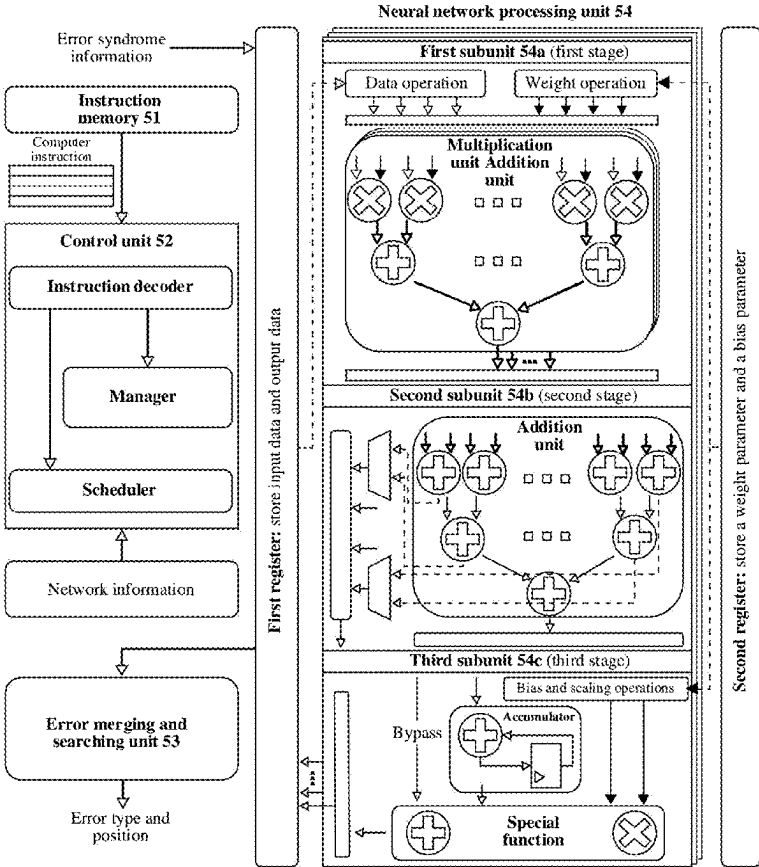 Neural network processing unit 54
Error syndrome
information
First subunit 54a (first stage)
Data operation
Weight operation
Instruction
memory 51
Computer
instruction
Multiplication
unit Addition
unit
Control unit 52
Instruction decoder
Manager
Scheduler
Network information
First register: store input data and output data
Second subunit 54b (second stage)
Addition
unit
Second register: store a weight parameter and a bias parameter
Third subunit 54c (third stage)
Bias and scaling operations
Accumulator
Bypass
Error merging and
searching unit 53
Special
function
Error type and
position